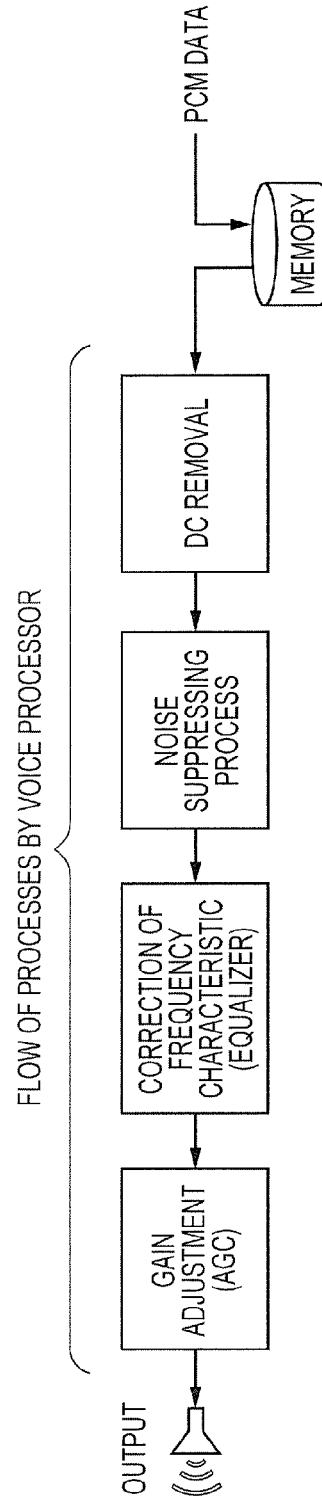 FLOW OF PROCESSES BY VOICE PROCESSOR
OUTPUT
GAIN
ADJUSTMENT
(AGC)
CORRECTION OF
FREQUENCY
CHARACTERISTIC
(EQUALIZER)
NOISE
SUPPRESSING
PROCESS
DC REMOVAL
MEMORY
PCM DATA